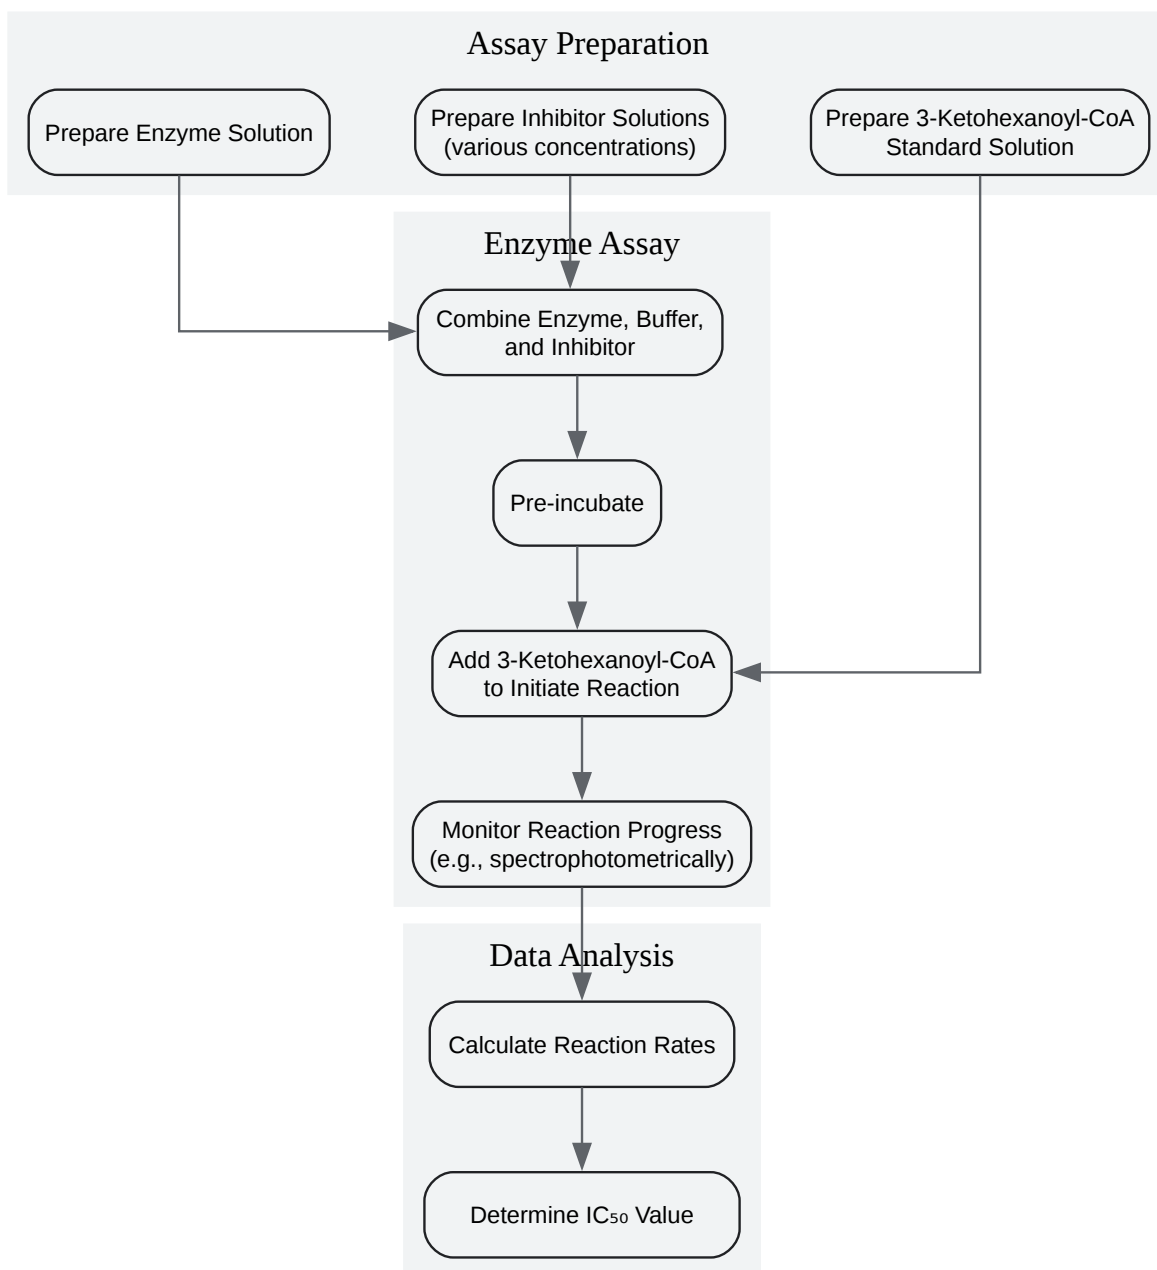 Assay Preparation
Prepare Enzyme Solution
Prepare Inhibitor Solutions
(various concentrations)
Prepare 3-Ketohexanoyl-CoA
Standard Solution
Enzyme Assay
Combine Enzyme, Buffer,
and Inhibitor
Pre-incubate
Add 3-Ketohexanoyl-CoA
to Initiate Reaction
Monitor Reaction Progress
(e.g., spectrophotometrically)
Data Analysis
Calculate Reaction Rates
Determine IC₅₀ Value